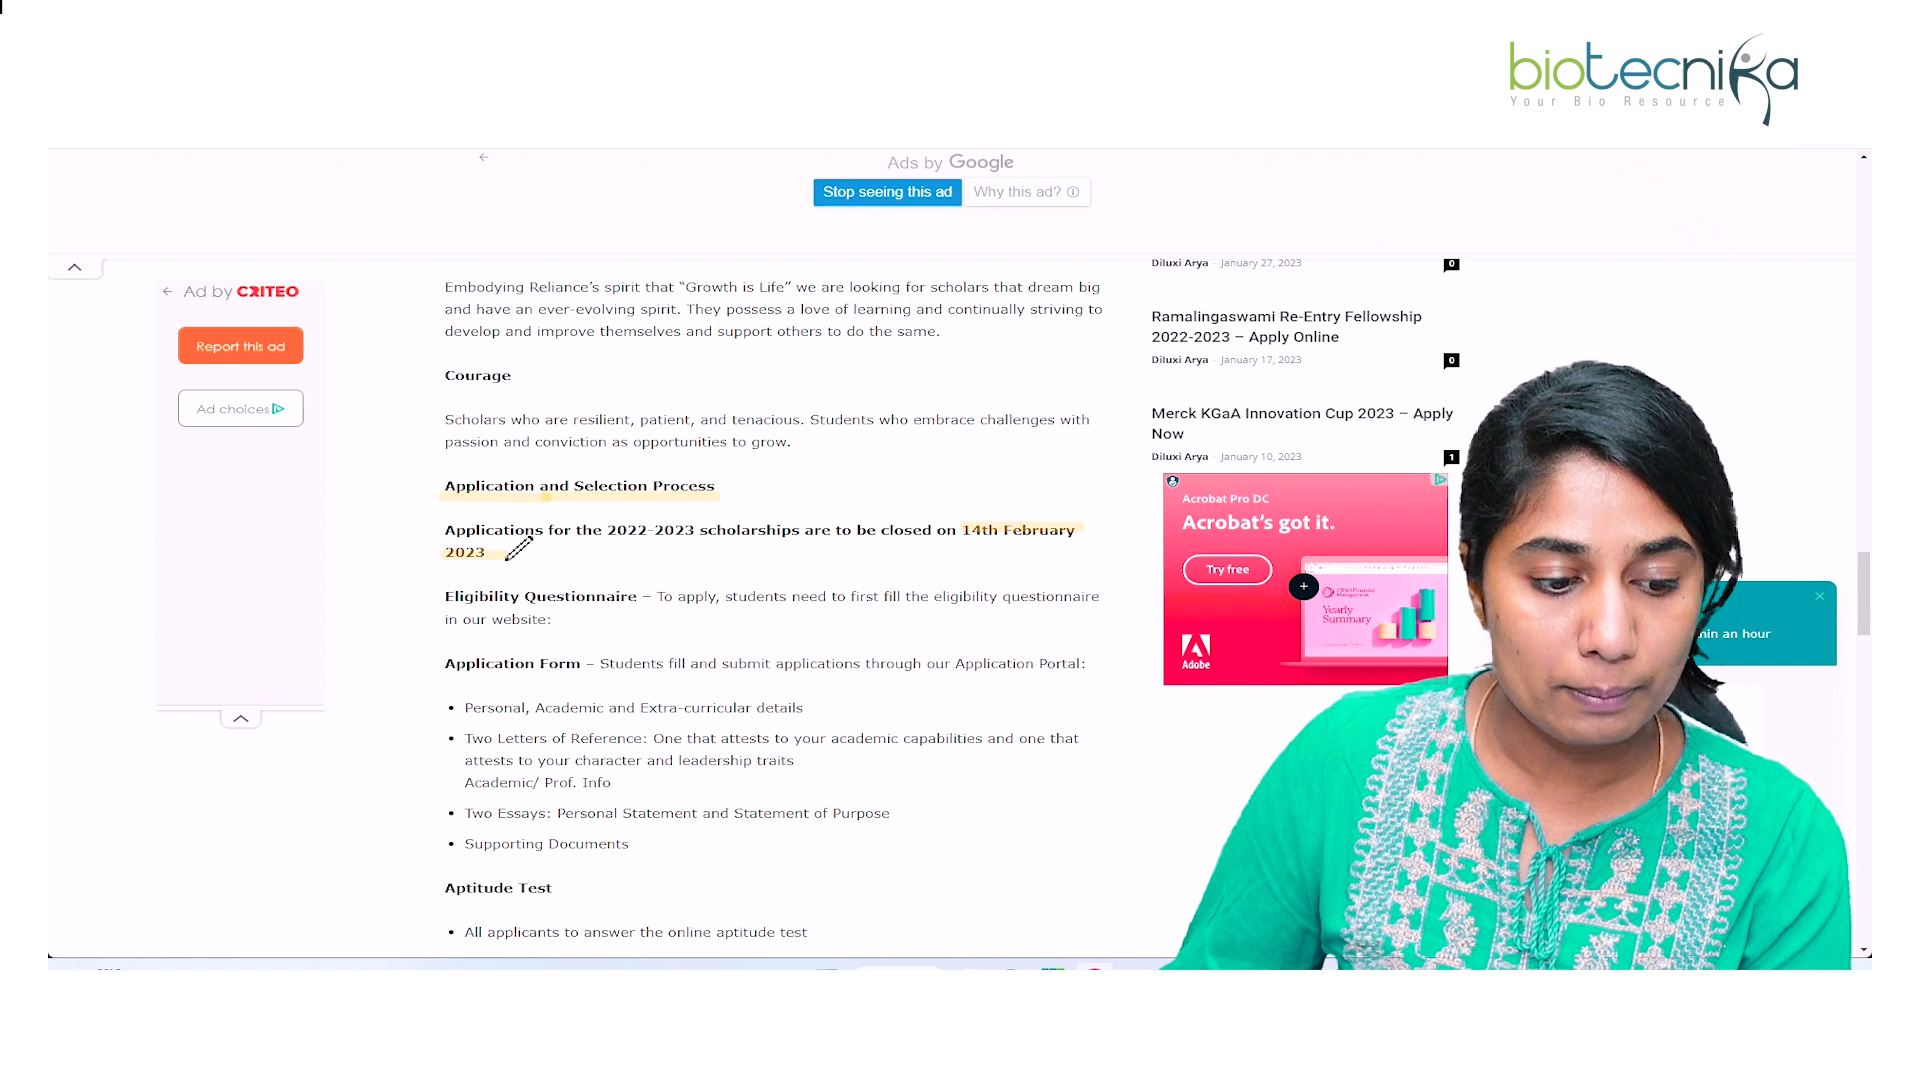 biotecnika
Your Bio Resource
Ads by Google
Stop seeing this ad
Why this ad?
Ad by CRITEO
Report this ad
Ad choices
Embodying Reliance’s spirit that “Growth is Life” we are looking for scholars that dream big
and have an ever-evolving spirit. They possess a love of learning and continually striving to
develop and improve themselves and support others to do the same.
Courage
Scholars who are resilient, patient, and tenacious. Students who embrace challenges with
passion and conviction as opportunities to grow.
Application and Selection Process
Applications for the 2022-2023 scholarships are to be closed on 14th February
2023
Eligibility Questionnaire – To apply, students need to first fill the eligibility questionnaire
in our website:
Application Form – Students fill and submit applications through our Application Portal:
• Personal, Academic and Extra-curricular details
• Two Letters of Reference: One that attests to your academic capabilities and one that
attests to your character and leadership traits
Academic/ Prof. Info
• Two Essays: Personal Statement and Statement of Purpose
• Supporting Documents
Aptitude Test
• All applicants to answer the online aptitude test
Diluxi Arya - January 27, 2023
0
Ramalingaswami Re-Entry Fellowship
2022-2023 – Apply Online
Diluxi Arya - January 17, 2023
0
Merck KGaA Innovation Cup 2023 – Apply
Now
Diluxi Arya - January 10, 2023
1
Acrobat Pro DC
Acrobat’s got it.
Try free
Yearly
Summary
Adobe
an hour